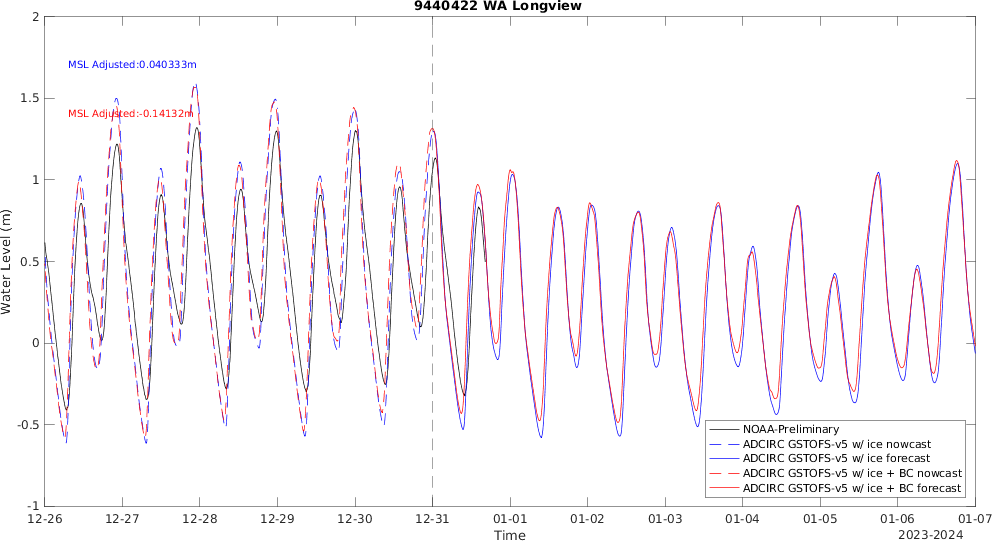 9440422 WA Longview
2
MSL Adjusted:0.040333m
1.5
MSL Adjusted:-0.14132m
1
Water Level (m)
0.5
0
-0.5
NOAA-Preliminary
ADCIRC GSTOFS-v5 w/ ice nowcast
ADCIRC GSTOFS-v5 w/ ice forecast
ADCIRC GSTOFS-v5 w/ ice + BC nowcast
ADCIRC GSTOFS-v5 w/ ice + BC forecast
-1
12-26 12-27 12-28 12-29 12-30 12-31 01-01 01-02 01-03 01-04 01-05 01-06 01-07
Time
2023-2024